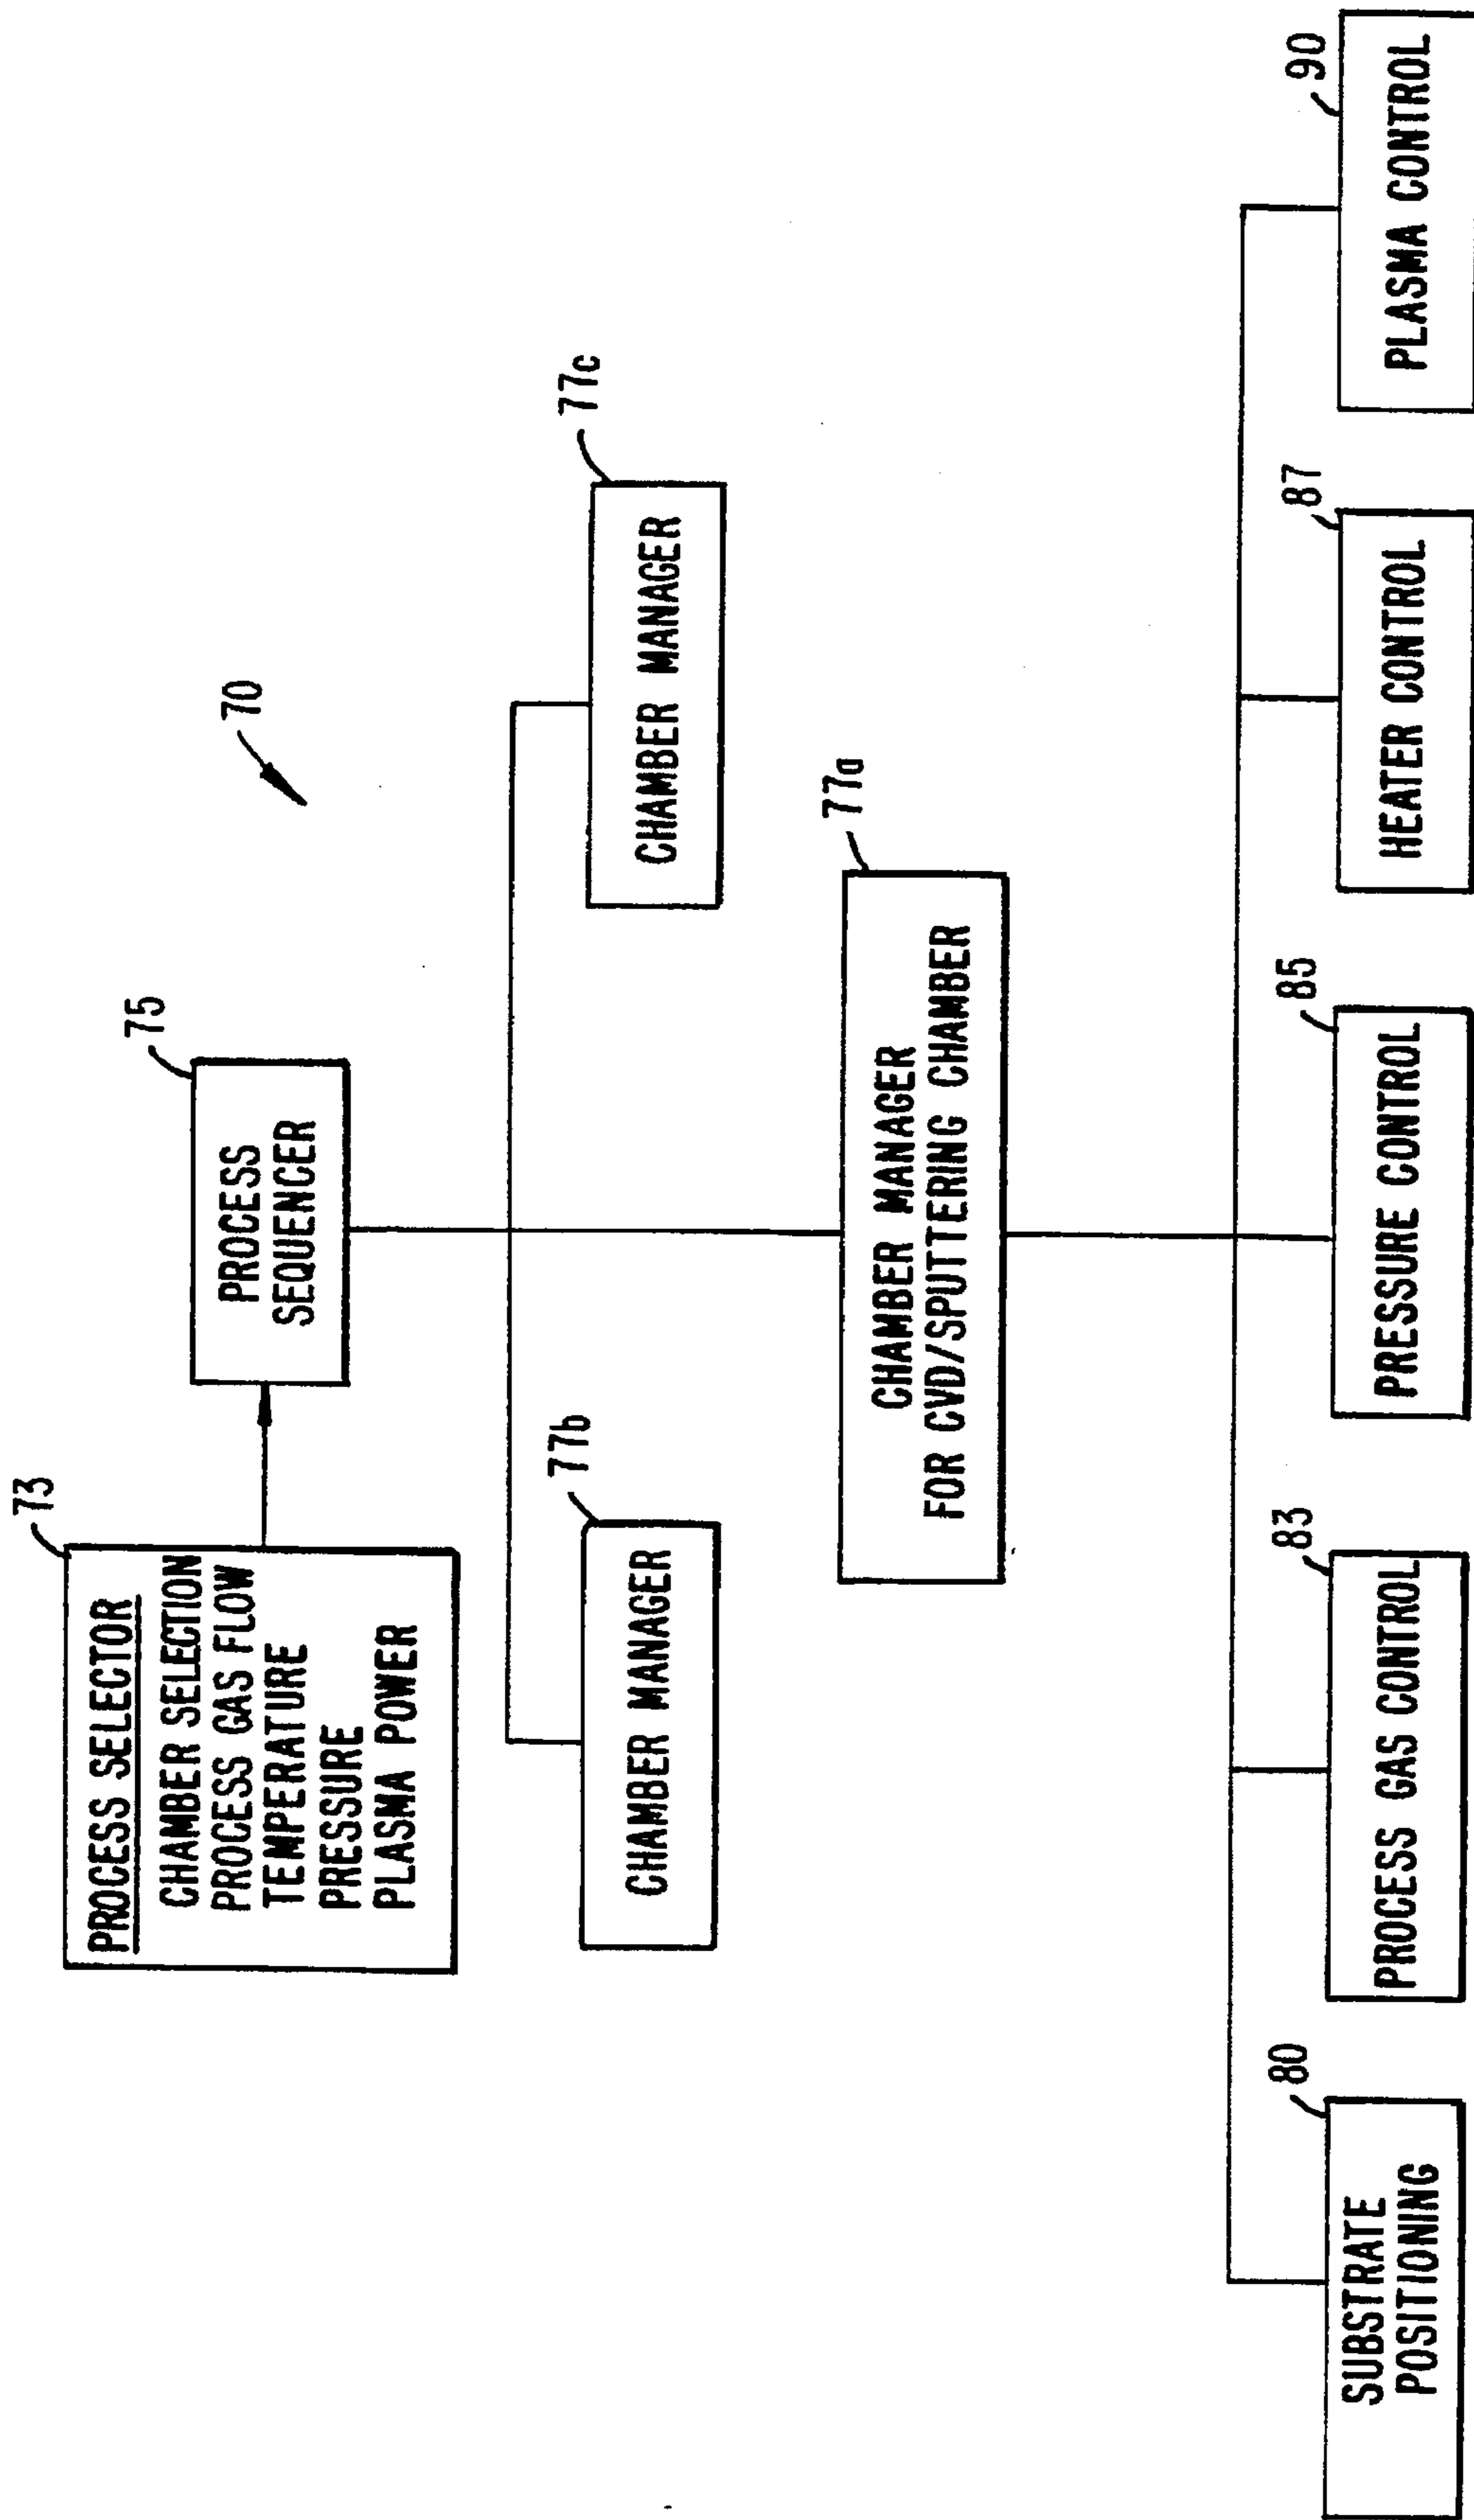 70
73
PROCESS SELECTOR
CHAMBER SELECTION
PROCESS GAS FLOW
TEMPERATURE
PRESSURE
PLASMA POWER
75
PROCESS
SEQUENCER
77b
CHAMBER MANAGER
77c
CHAMBER MANAGER
77a
CHAMBER MANAGER
FOR CVD/SPUTTERING CHAMBER
80
SUBSTRATE
POSITIONING
83
PROCESS GAS CONTROL
85
PRESSURE CONTROL
87
HEATER CONTROL
90
PLASMA CONTROL